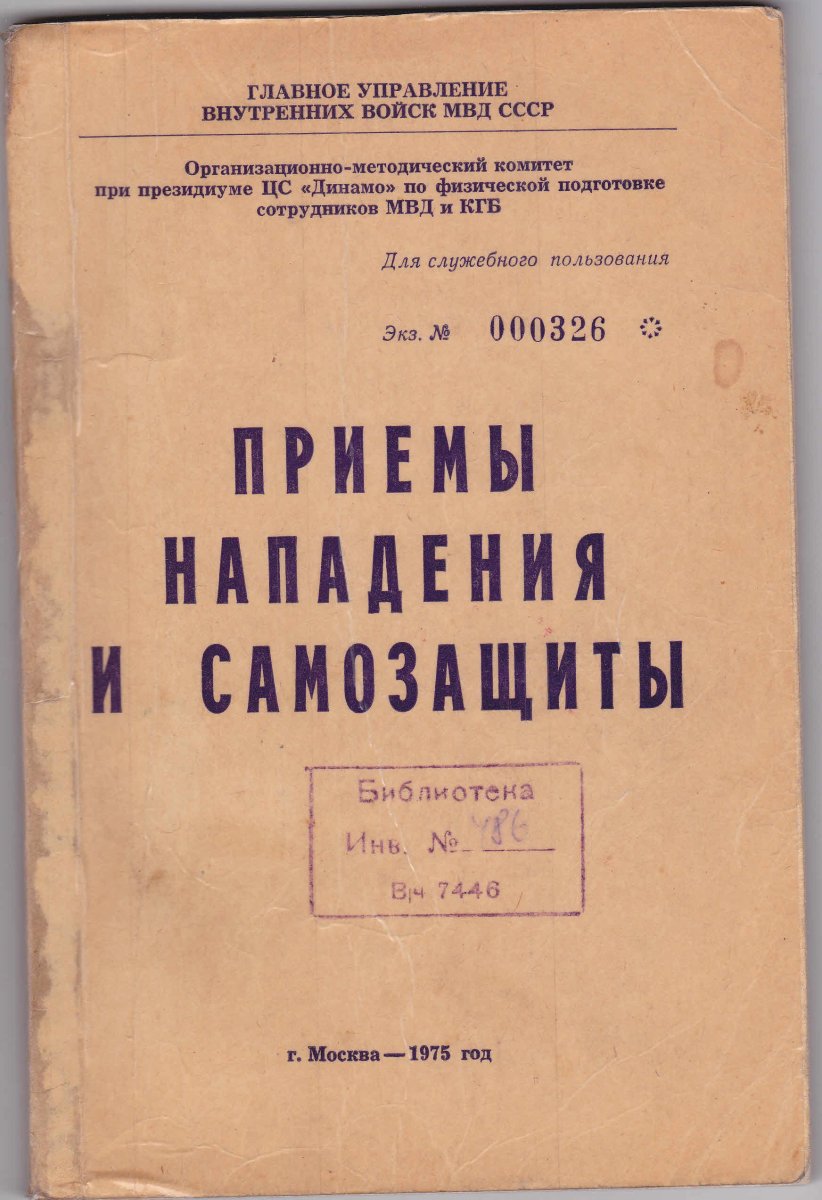 ГЛАВНОЕ УПРАВЛЕНИЕ
ВНУТРЕННИХ ВОЙСК МВД СССР
Организационно-методический комитет
при президиуме ЦС «Динамо» по физической подготовке
сотрудников МВД и КГБ
Для служебного пользования
Экз. № 000326
ПРИЕМЫ
НАПАДЕНИЯ
И САМОЗАЩИТЫ
Библиотека
Инв. № 486
В/ч 7446
г. Москва — 1975 год